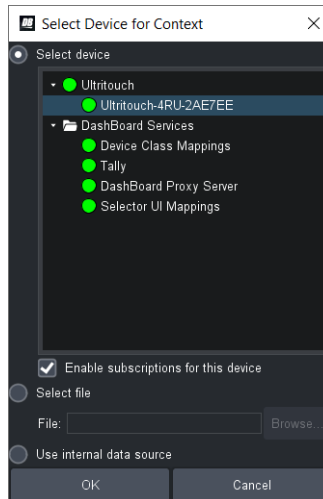 Select Device for Context
Select device
Ultritouch
Ultritouch-4RU-2AE7EE
DashBoard Services
Device Class Mappings
Tally
DashBoard Proxy Server
Selector UI Mappings
Enable subscriptions for this device
Select file
File:
Browse...
Use internal data source
OK
Cancel